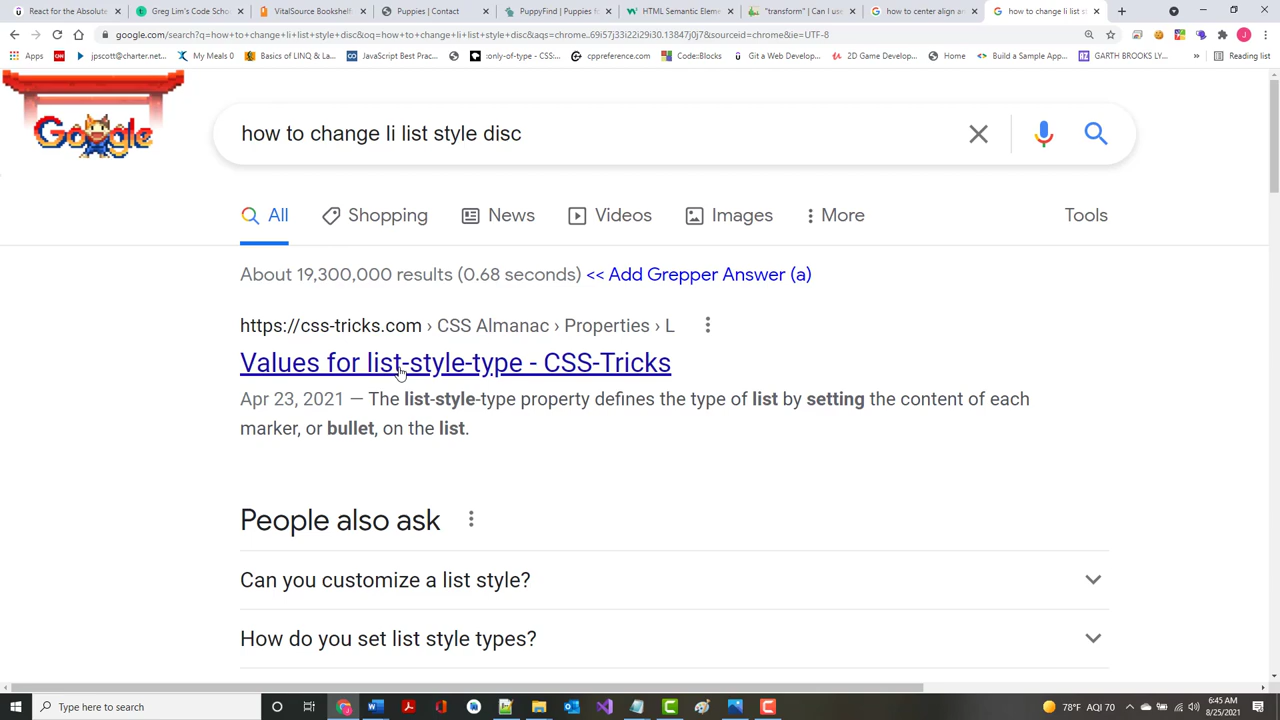 React for the Absolute
Greg Lim's Code Scho
VitalSource Bookshelf
Puppies | Contact
PuppyFind | Puppies fo
HTML Semantic Eleme
"transform" | Can I use
how to center align an
how to change li list st
google.com/search?q=how+to+change+li+list+style+disc&oq=how+to+change+li+list+style+disc&aqs=chrome..69i57j33i22i29i30.13847j0j7&sourceid=chrome&ie=UTF-8
Apps
CNN
jpscott@charter.net...
My Meals 0
Basics of LINQ & La...
JavaScript Best Prac...
:only-of-type - CSS:...
cppreference.com
Code::Blocks
Git a Web Develop...
2D Game Develop...
Home
Build a Sample App...
GARTH BROOKS LY...
»
Reading list
Google
how to change li list style disc
All
Shopping
News
Videos
Images
More
Tools
About 19,300,000 results (0.68 seconds) << Add Grepper Answer (a)
https://css-tricks.com › CSS Almanac › Properties › L
Values for list-style-type - CSS-Tricks
Apr 23, 2021 — The list-style-type property defines the type of list by setting the content of each
marker, or bullet, on the list.
People also ask
Can you customize a list style?
How do you set list style types?
Type here to search
78°F AQI 70
6:45 AM
8/25/2021